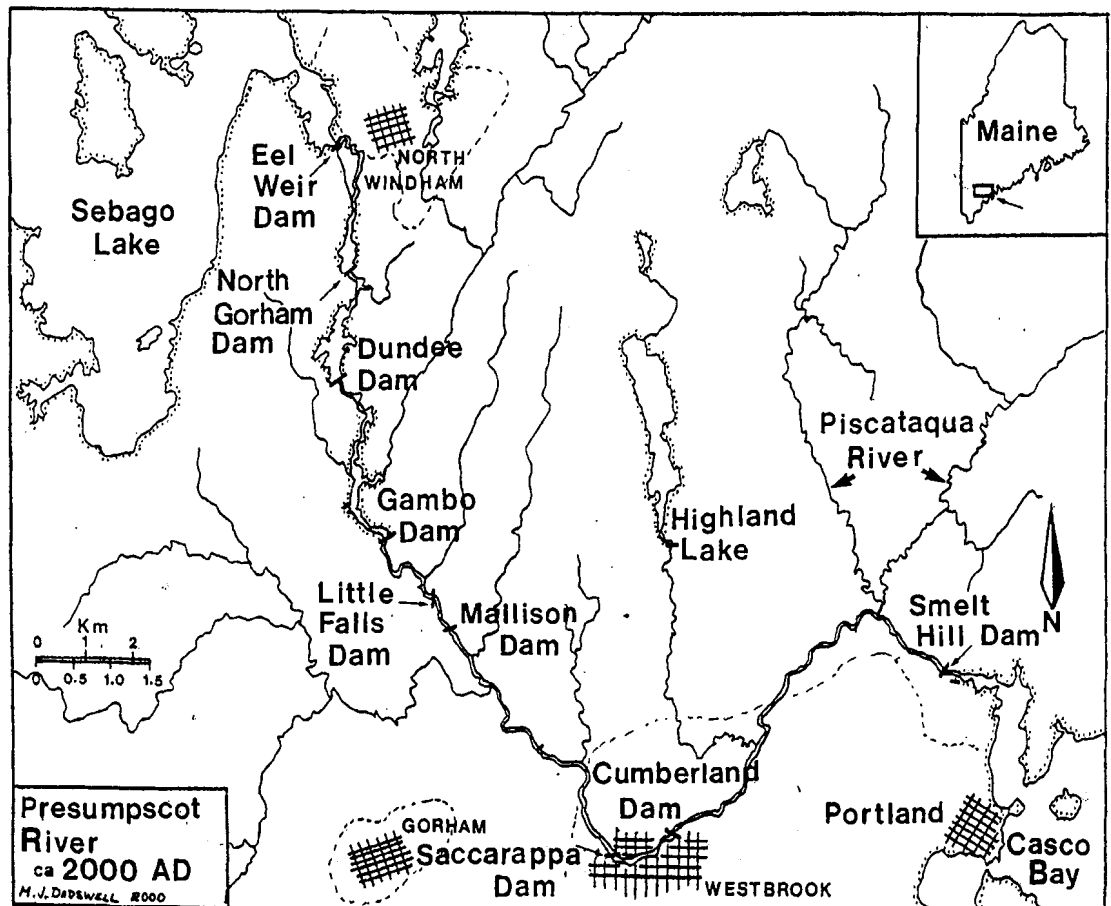 Maine
Eel
Weir
Dam
NORTH
WINDHAM
Sebago
Lake
North
Gorham
Dam
Dundee
Dam
Piscataqua
River
Gambo
Dam
Highland
Lake
Little
Falls
Dam
Mallison
Dam
Smelt
Hill Dam
N
Km
0 1 2
0 0.5 1.0 1.5
Cumberland
Dam
Portland
Casco
Bay
GORHAM
Saccarappa
Dam
WESTBROOK
Presumpscot
River
ca 2000 AD
M.J. DADSWELL 2000